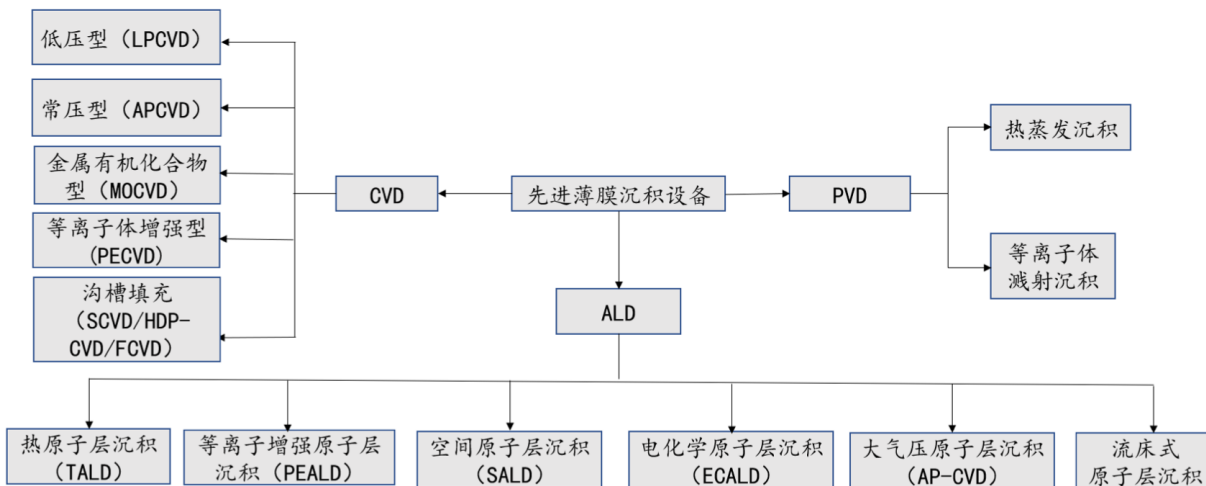 低压型（LPCVD）
常压型（APCVD）
金属有机化合物
型（MOCVD）
等离子体增强型
(PECVD)
沟槽填充
（SCVD/HDP-
CVD/FCVD）
CVD
先进薄膜沉积设备
PVD
热蒸发沉积
等离子体
溅射沉积
ALD
热原子层沉积
(TALD)
等离子增强原子层
沉积（PEALD）
空间原子层沉积
(SALD)
电化学原子层沉积
(ECALD)
大气压原子层沉积
(AP-CVD)
流床式
原子层沉积